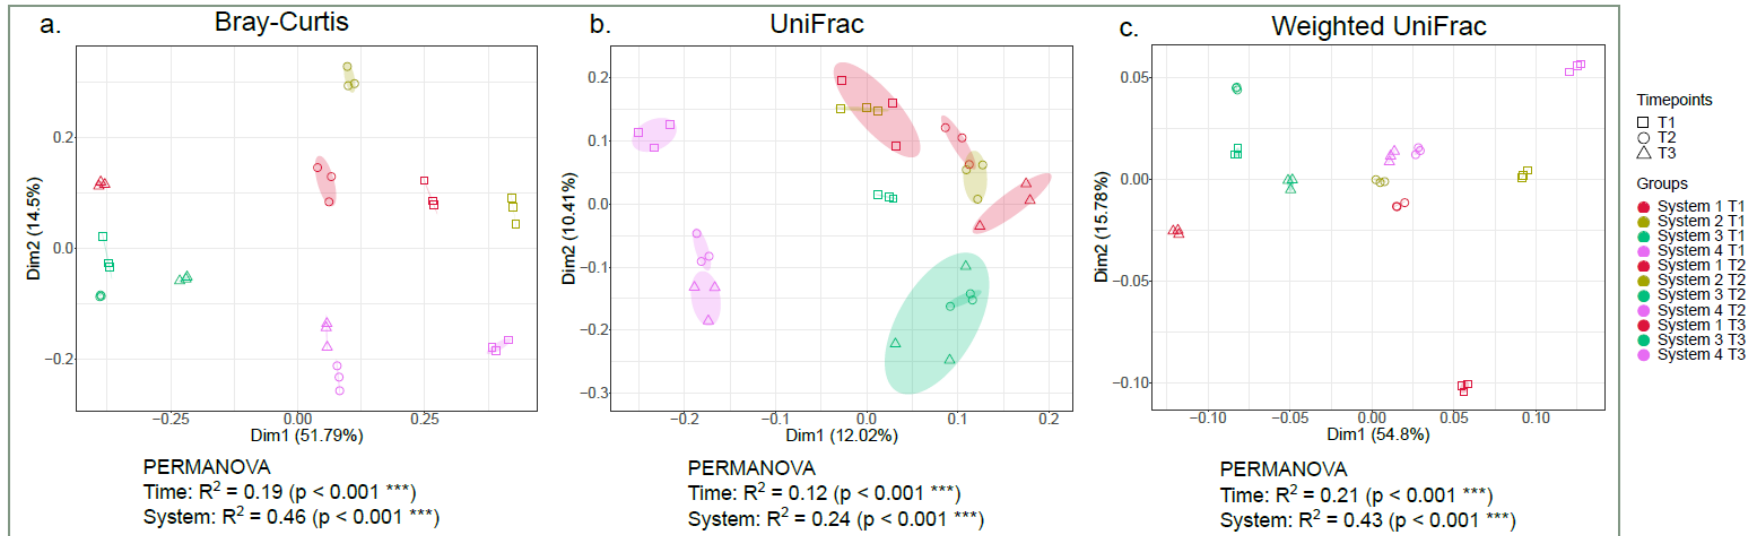 a.
Bray-Curtis
0.2
0.0
−0.2
Dim2 (14.5%)
−0.25
0.00
0.25
Dim1 (51.79%)
PERMANOVA
Time: R² = 0.19 (p < 0.001 ***)
System: R² = 0.46 (p < 0.001 ***)
b.
UniFrac
0.2
0.1
0.0
−0.1
−0.2
−0.3
Dim2 (10.41%)
−0.2
0.0
0.1
0.2
Dim1 (12.02%)
PERMANOVA
Time: R² = 0.12 (p < 0.001 ***)
System: R² = 0.24 (p < 0.001 ***)
c.
Weighted UniFrac
0.05
0.00
−0.05
−0.10
Dim2 (15.78%)
−0.10
−0.05
0.00
0.05
0.10
Dim1 (54.8%)
PERMANOVA
Time: R² = 0.21 (p < 0.001 ***)
System: R² = 0.43 (p < 0.001 ***)
Timepoints
T1
T2
T3
Groups
System 1 T1
System 2 T1
System 3 T1
System 4 T1
System 1 T2
System 2 T2
System 3 T2
System 4 T2
System 1 T3
System 3 T3
System 4 T3